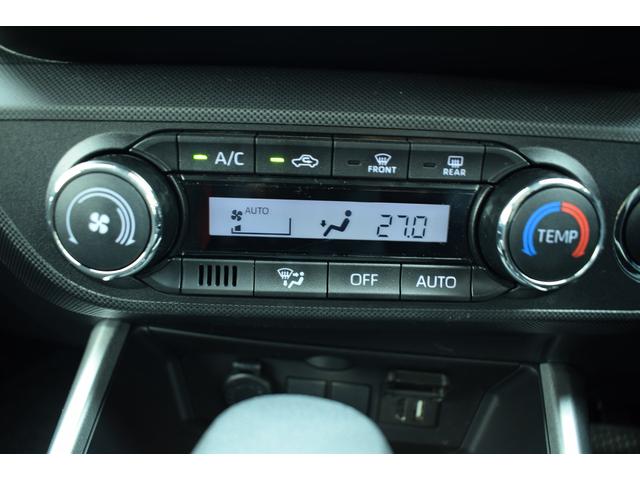 A/C
FRONT
REAR
AUTO
27.0
TEMP
OFF
AUTO